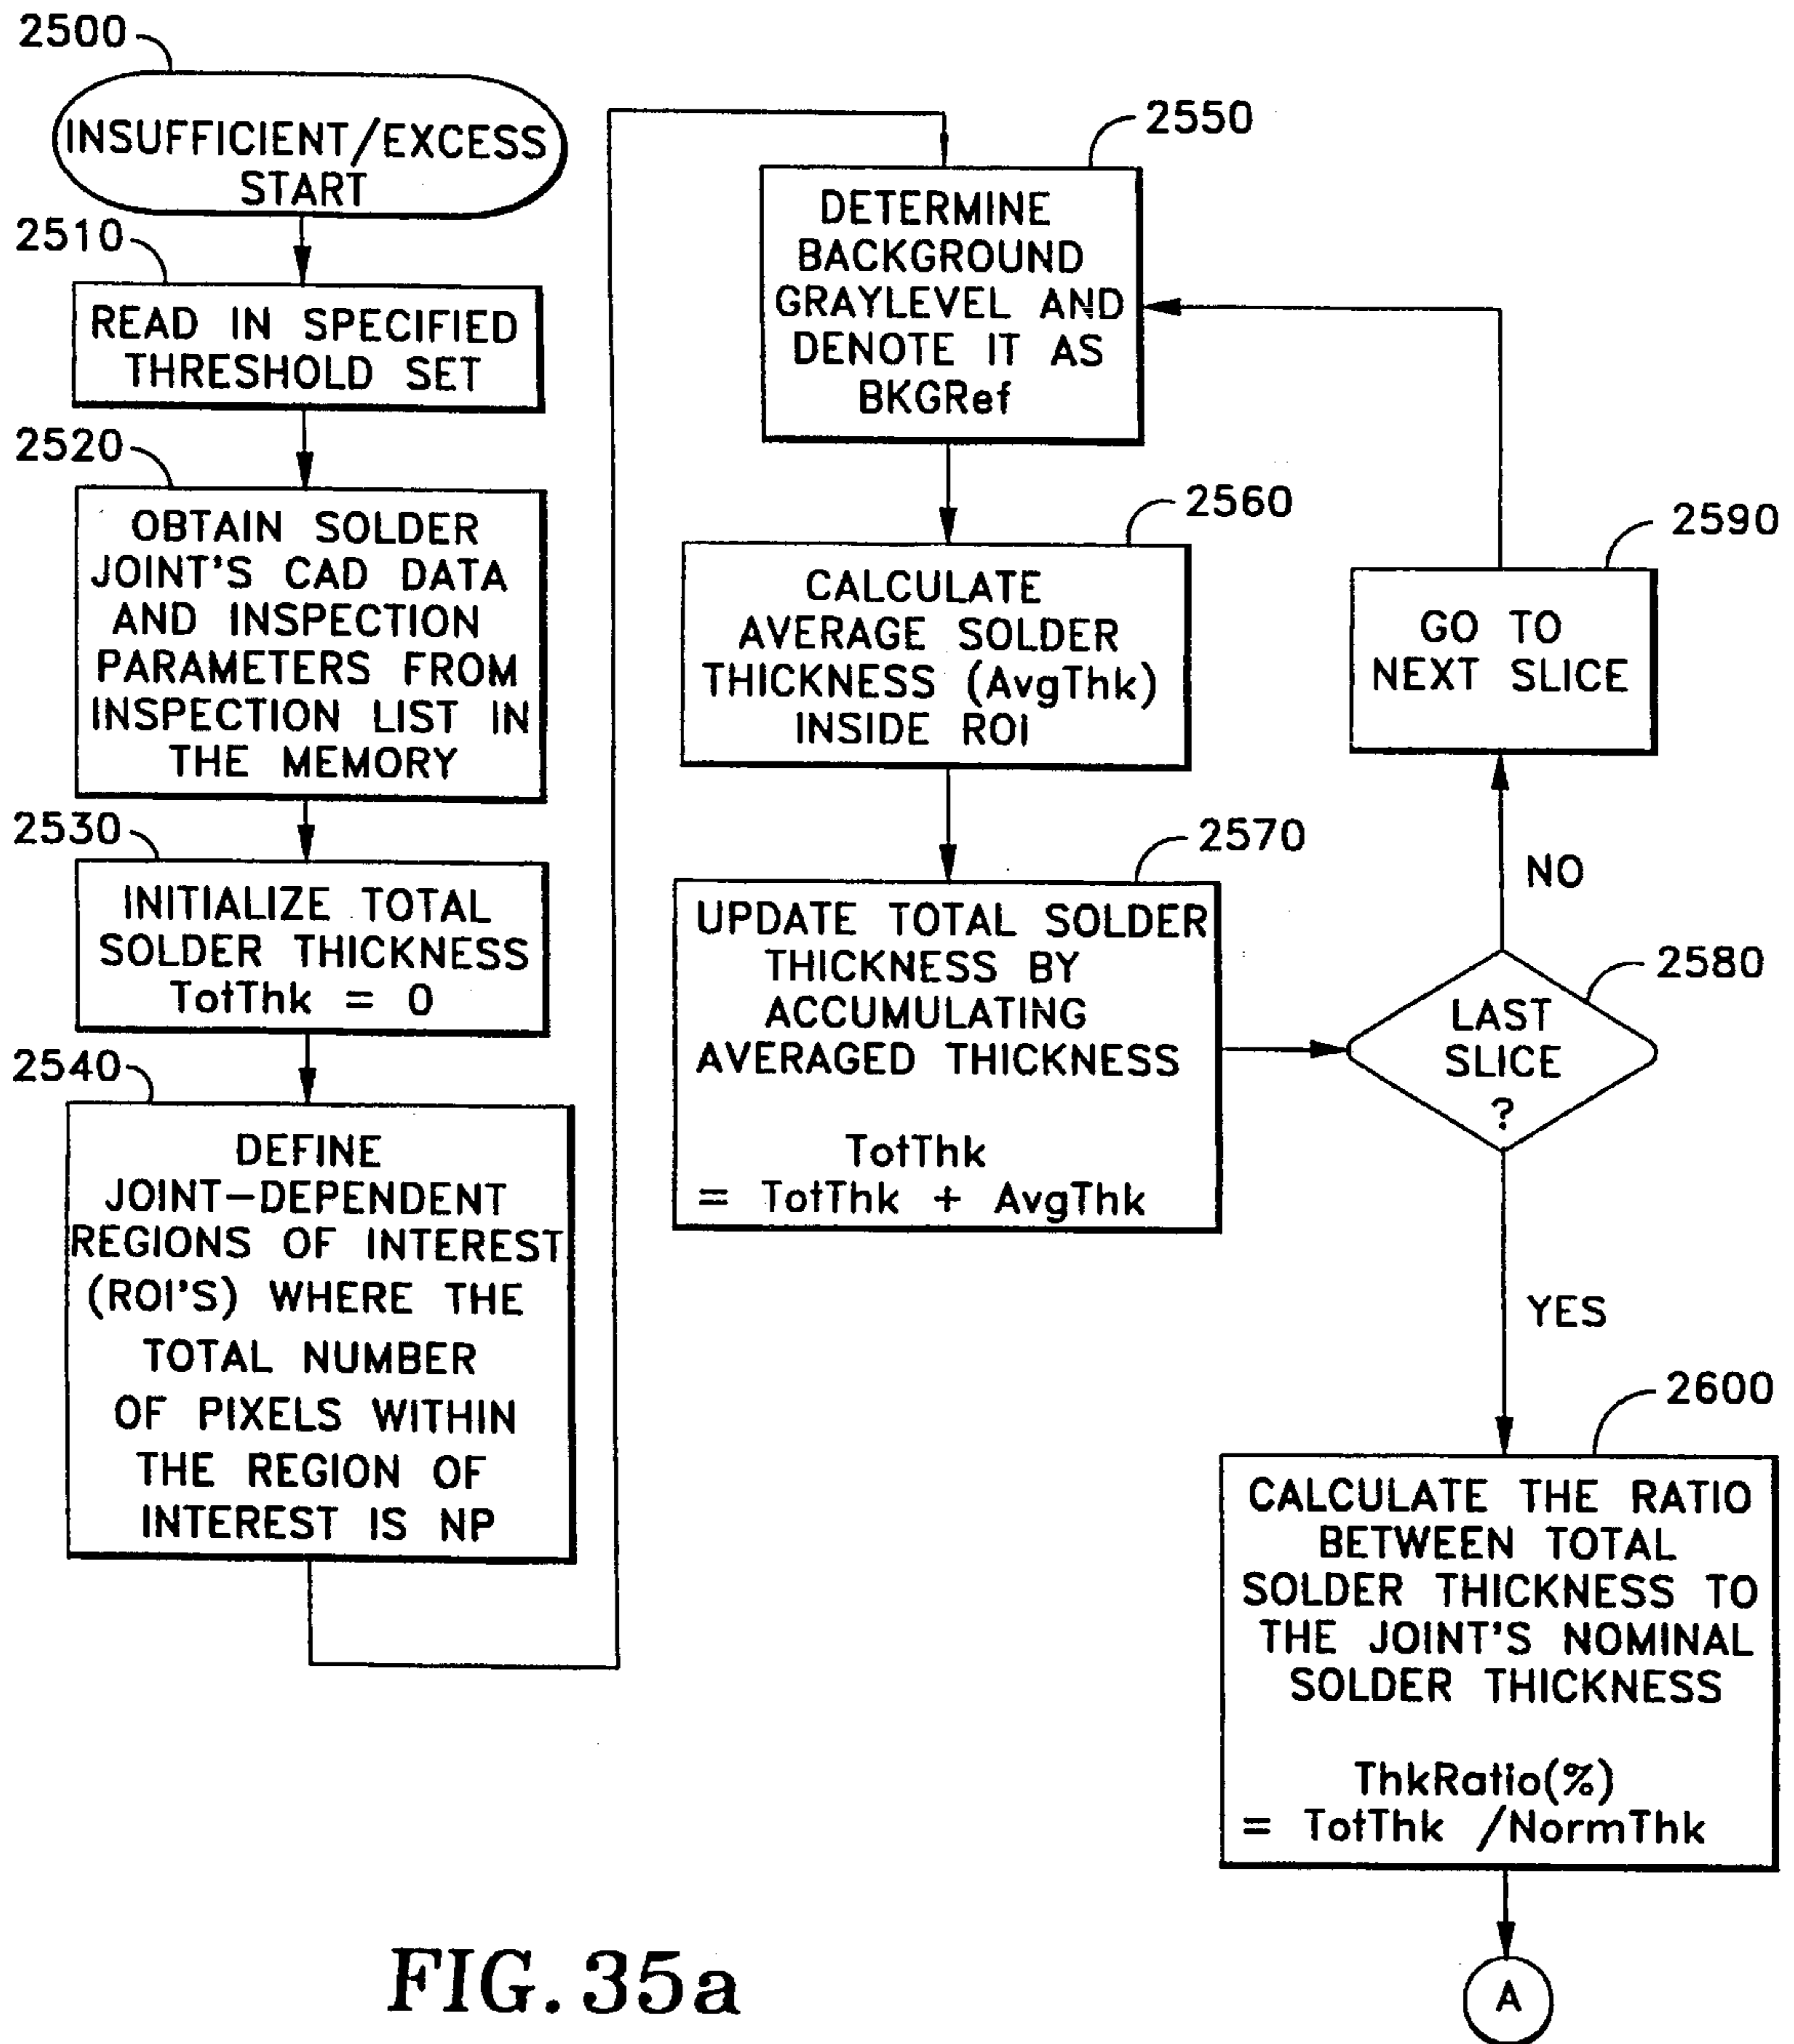 2500
INSUFFICIENT/EXCESS
START
2510
READ IN SPECIFIED
THRESHOLD SET
2520
OBTAIN SOLDER
JOINT'S CAD DATA
AND INSPECTION
PARAMETERS FROM
INSPECTION LIST IN
THE MEMORY
2530
INITIALIZE TOTAL
SOLDER THICKNESS
TotThk = 0
2540
DEFINE
JOINT-DEPENDENT
REGIONS OF INTEREST
(ROI'S) WHERE THE
TOTAL NUMBER
OF PIXELS WITHIN
THE REGION OF
INTEREST IS NP
2550
DETERMINE
BACKGROUND
GRAYLEVEL AND
DENOTE IT AS
BKGRef
2560
CALCULATE
AVERAGE SOLDER
THICKNESS (AvgThk)
INSIDE ROI
2570
UPDATE TOTAL SOLDER
THICKNESS BY
ACCUMULATING
AVERAGED THICKNESS
TotThk
= TotThk + AvgThk
2580
LAST
SLICE
?
NO
2590
GO TO
NEXT SLICE
YES
2600
CALCULATE THE RATIO
BETWEEN TOTAL
SOLDER THICKNESS TO
THE JOINT'S NOMINAL
SOLDER THICKNESS
ThkRatio(%)
= TotThk /NormThk
A
FIG. 35a